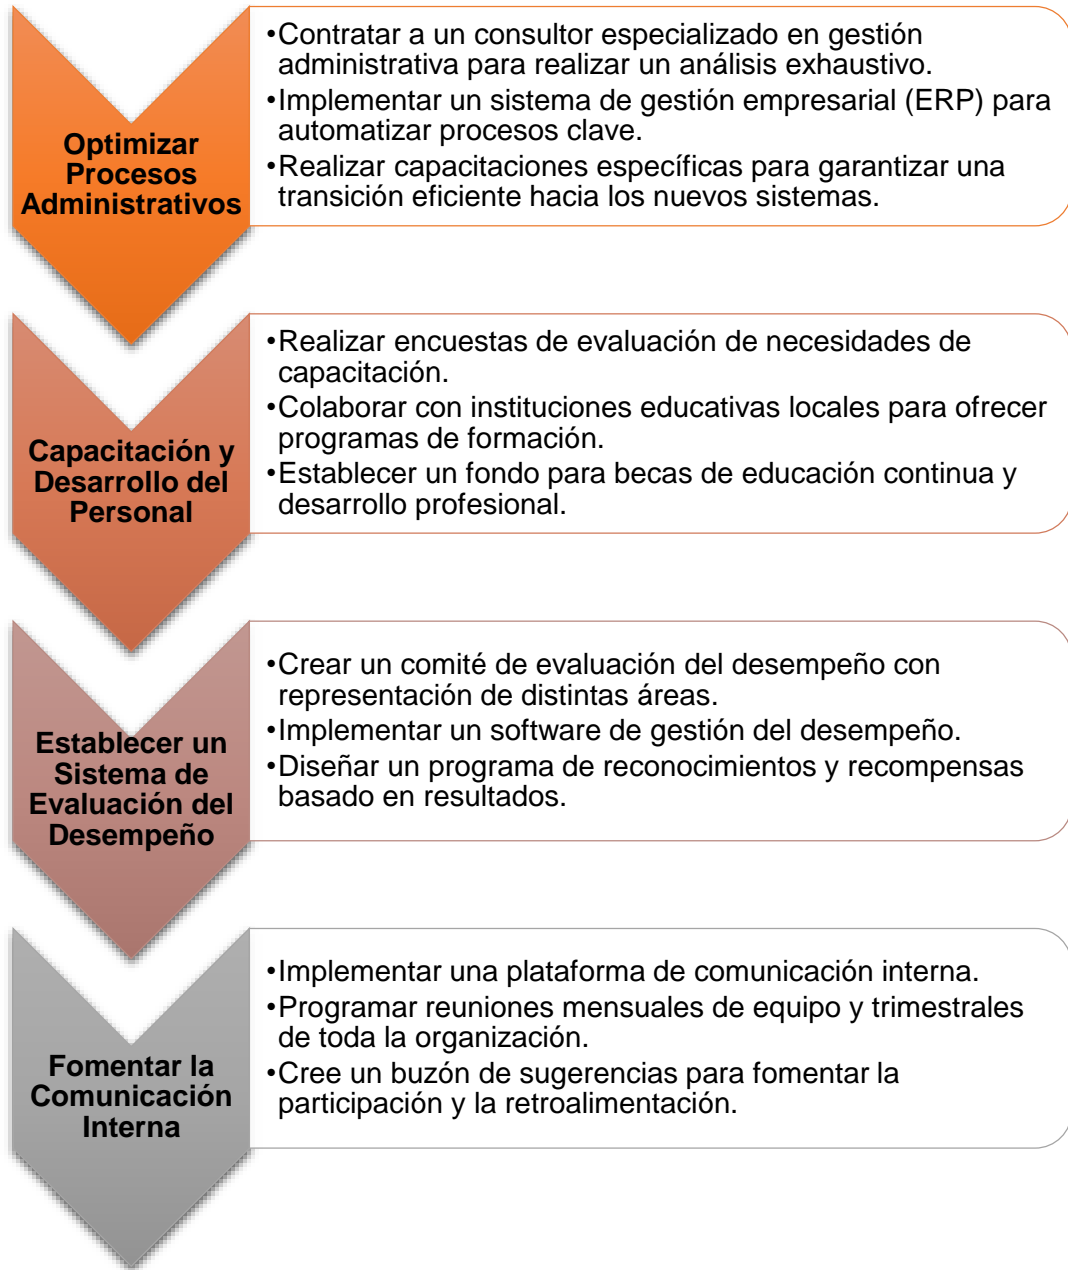 Optimizar
Procesos
Administrativos
•Contratar a un consultor especializado en gestión
administrativa para realizar un análisis exhaustivo.
•Implementar un sistema de gestión empresarial (ERP) para
automatizar procesos clave.
•Realizar capacitaciones específicas para garantizar una
transición eficiente hacia los nuevos sistemas.
Capacitación y
Desarrollo del
Personal
•Realizar encuestas de evaluación de necesidades de
capacitación.
•Colaborar con instituciones educativas locales para ofrecer
programas de formación.
•Establecer un fondo para becas de educación continua y
desarrollo profesional.
Establecer un
Sistema de
Evaluación del
Desempeño
•Crear un comité de evaluación del desempeño con
representación de distintas áreas.
•Implementar un software de gestión del desempeño.
•Diseñar un programa de reconocimientos y recompensas
basado en resultados.
Fomentar la
Comunicación
Interna
•Implementar una plataforma de comunicación interna.
•Programar reuniones mensuales de equipo y trimestrales
de toda la organización.
•Cree un buzón de sugerencias para fomentar la
participación y la retroalimentación.